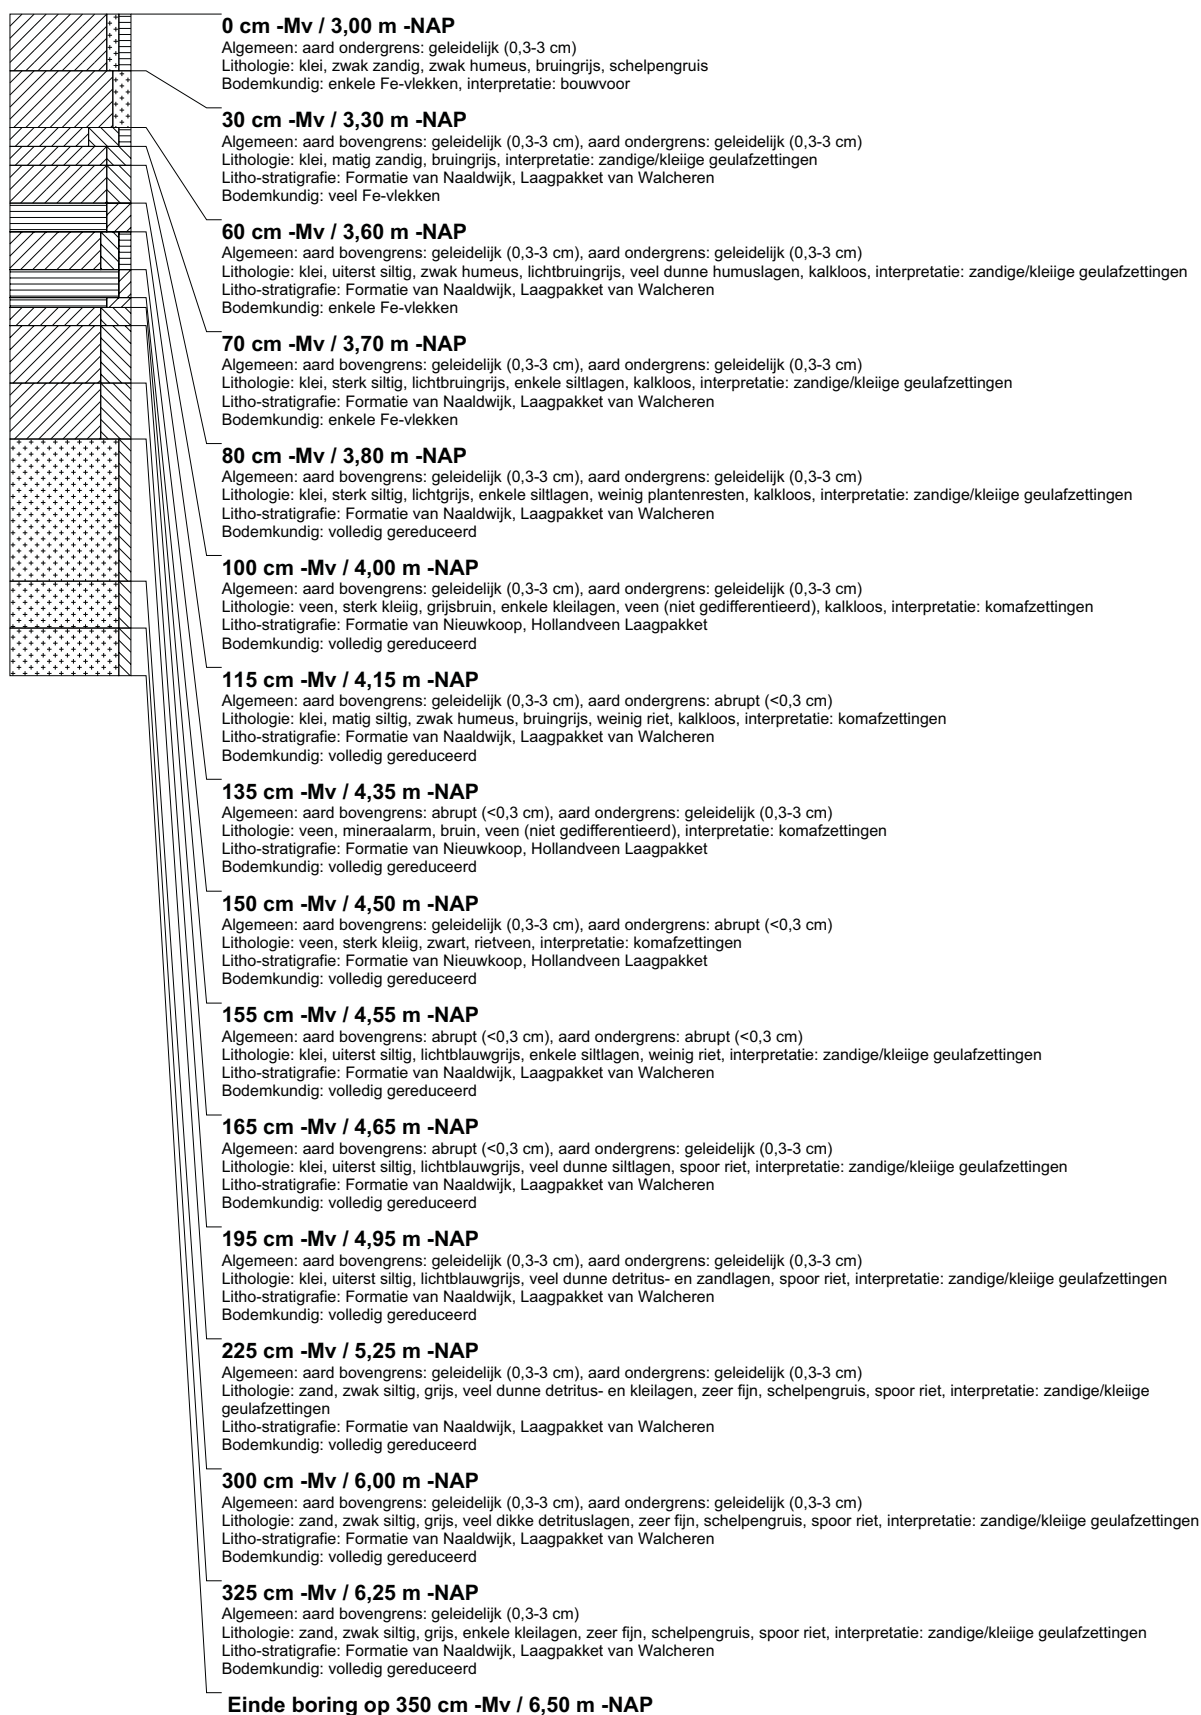 0 cm -Mv / 3,00 m -NAP
Algemeen: aard ondergrens: geleidelijk (0,3-3 cm)
Lithologie: klei, zwak zandig, zwak humeus, bruingrijs, schelpengruis
Bodemkundig: enkele Fe-vlekken, interpretatie: bouwvoor
30 cm -Mv / 3,30 m -NAP
Algemeen: aard bovengrens: geleidelijk (0,3-3 cm), aard ondergrens: geleidelijk (0,3-3 cm)
Lithologie: klei, matig zandig, bruingrijs, interpretatie: zandige/kleiige geulafzettingen
Litho-stratigrafie: Formatie van Naaldwijk, Laagpakket van Walcheren
Bodemkundig: veel Fe-vlekken
60 cm -Mv / 3,60 m -NAP
Algemeen: aard bovengrens: geleidelijk (0,3-3 cm), aard ondergrens: geleidelijk (0,3-3 cm)
Lithologie: klei, uiterst siltig, zwak humeus, lichtbruingrijs, veel dunne humuslagen, kalkloos, interpretatie: zandige/kleiige geulafzettingen
Litho-stratigrafie: Formatie van Naaldwijk, Laagpakket van Walcheren
Bodemkundig: enkele Fe-vlekken
70 cm -Mv / 3,70 m -NAP
Algemeen: aard bovengrens: geleidelijk (0,3-3 cm), aard ondergrens: geleidelijk (0,3-3 cm)
Lithologie: klei, sterk siltig, lichtbruingrijs, enkele siltlagen, kalkloos, interpretatie: zandige/kleiige geulafzettingen
Litho-stratigrafie: Formatie van Naaldwijk, Laagpakket van Walcheren
Bodemkundig: enkele Fe-vlekken
80 cm -Mv / 3,80 m -NAP
Algemeen: aard bovengrens: geleidelijk (0,3-3 cm), aard ondergrens: geleidelijk (0,3-3 cm)
Lithologie: klei, sterk siltig, lichtgrijs, enkele siltlagen, weinig plantenresten, kalkloos, interpretatie: zandige/kleiige geulafzettingen
Litho-stratigrafie: Formatie van Naaldwijk, Laagpakket van Walcheren
Bodemkundig: volledig gereduceerd
100 cm -Mv / 4,00 m -NAP
Algemeen: aard bovengrens: geleidelijk (0,3-3 cm), aard ondergrens: geleidelijk (0,3-3 cm)
Lithologie: veen, sterk kleiig, grijsbruin, enkele kleilagen, veen (niet gedifferentieerd), kalkloos, interpretatie: komafzettingen
Litho-stratigrafie: Formatie van Nieuwkoop, Hollandveen Laagpakket
Bodemkundig: volledig gereduceerd
115 cm -Mv / 4,15 m -NAP
Algemeen: aard bovengrens: geleidelijk (0,3-3 cm), aard ondergrens: abrupt (<0,3 cm)
Lithologie: klei, matig siltig, zwak humeus, bruingrijs, weinig riet, kalkloos, interpretatie: komafzettingen
Litho-stratigrafie: Formatie van Naaldwijk, Laagpakket van Walcheren
Bodemkundig: volledig gereduceerd
135 cm -Mv / 4,35 m -NAP
Algemeen: aard bovengrens: abrupt (<0,3 cm), aard ondergrens: geleidelijk (0,3-3 cm)
Lithologie: veen, mineraalarm, bruin, veen (niet gedifferentieerd), interpretatie: komafzettingen
Litho-stratigrafie: Formatie van Nieuwkoop, Hollandveen Laagpakket
Bodemkundig: volledig gereduceerd
150 cm -Mv / 4,50 m -NAP
Algemeen: aard bovengrens: geleidelijk (0,3-3 cm), aard ondergrens: abrupt (<0,3 cm)
Lithologie: veen, sterk kleiig, zwart, rietveen, interpretatie: komafzettingen
Litho-stratigrafie: Formatie van Nieuwkoop, Hollandveen Laagpakket
Bodemkundig: volledig gereduceerd
155 cm -Mv / 4,55 m -NAP
Algemeen: aard bovengrens: abrupt (<0,3 cm), aard ondergrens: abrupt (<0,3 cm)
Lithologie: klei, uiterst siltig, lichtblauwgrijs, enkele siltlagen, weinig riet, interpretatie: zandige/kleiige geulafzettingen
Litho-stratigrafie: Formatie van Naaldwijk, Laagpakket van Walcheren
Bodemkundig: volledig gereduceerd
165 cm -Mv / 4,65 m -NAP
Algemeen: aard bovengrens: abrupt (<0,3 cm), aard ondergrens: geleidelijk (0,3-3 cm)
Lithologie: klei, uiterst siltig, lichtblauwgrijs, veel dunne siltlagen, spoor riet, interpretatie: zandige/kleiige geulafzettingen
Litho-stratigrafie: Formatie van Naaldwijk, Laagpakket van Walcheren
Bodemkundig: volledig gereduceerd
195 cm -Mv / 4,95 m -NAP
Algemeen: aard bovengrens: geleidelijk (0,3-3 cm), aard ondergrens: geleidelijk (0,3-3 cm)
Lithologie: klei, uiterst siltig, lichtblauwgrijs, veel dunne detritus- en zandlagen, spoor riet, interpretatie: zandige/kleiige geulafzettingen
Litho-stratigrafie: Formatie van Naaldwijk, Laagpakket van Walcheren
Bodemkundig: volledig gereduceerd
225 cm -Mv / 5,25 m -NAP
Algemeen: aard bovengrens: geleidelijk (0,3-3 cm), aard ondergrens: geleidelijk (0,3-3 cm)
Lithologie: zand, zwak siltig, grijs, veel dunne detritus- en kleilagen, zeer fijn, schelpengruis, spoor riet, interpretatie: zandige/kleiige
geulafzettingen
Litho-stratigrafie: Formatie van Naaldwijk, Laagpakket van Walcheren
Bodemkundig: volledig gereduceerd
300 cm -Mv / 6,00 m -NAP
Algemeen: aard bovengrens: geleidelijk (0,3-3 cm), aard ondergrens: geleidelijk (0,3-3 cm)
Lithologie: zand, zwak siltig, grijs, veel dikke detrituslagen, zeer fijn, schelpengruis, spoor riet, interpretatie: zandige/kleiige geulafzettingen
Litho-stratigrafie: Formatie van Naaldwijk, Laagpakket van Walcheren
Bodemkundig: volledig gereduceerd
325 cm -Mv / 6,25 m -NAP
Algemeen: aard bovengrens: geleidelijk (0,3-3 cm)
Lithologie: zand, zwak siltig, grijs, enkele kleilagen, zeer fijn, schelpengruis, spoor riet, interpretatie: zandige/kleiige geulafzettingen
Litho-stratigrafie: Formatie van Naaldwijk, Laagpakket van Walcheren
Bodemkundig: volledig gereduceerd
Einde boring op 350 cm -Mv / 6,50 m -NAP